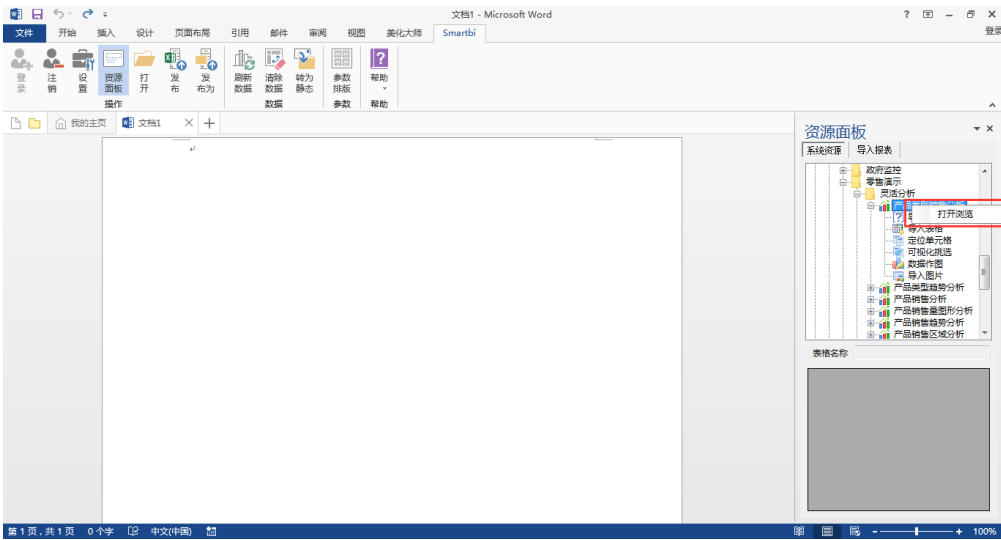 文档1 - Microsoft Word
登录
文件 开始 插入 设计 页面布局 引用 邮件 审阅 视图 美化大师 Smartbi
登录 注销 设置 资源面板 打开 发布 发布为 刷新数据 清除数据 转为静态 参数排版 帮助
操作 数据 参数 帮助
我的主页 文档1
资源面板
系统资源 导入报表
政府监控
零售演示
灵活分析
打开浏览
导入表格
定位单元格
可视化挑选
数据作图
导入图片
产品类型趋势分析
产品销售分析
产品销售量图形分析
产品销售趋势分析
产品销售区域分析
表格名称
第 1 页，共 1 页 0 个字 中文(中国) 100%